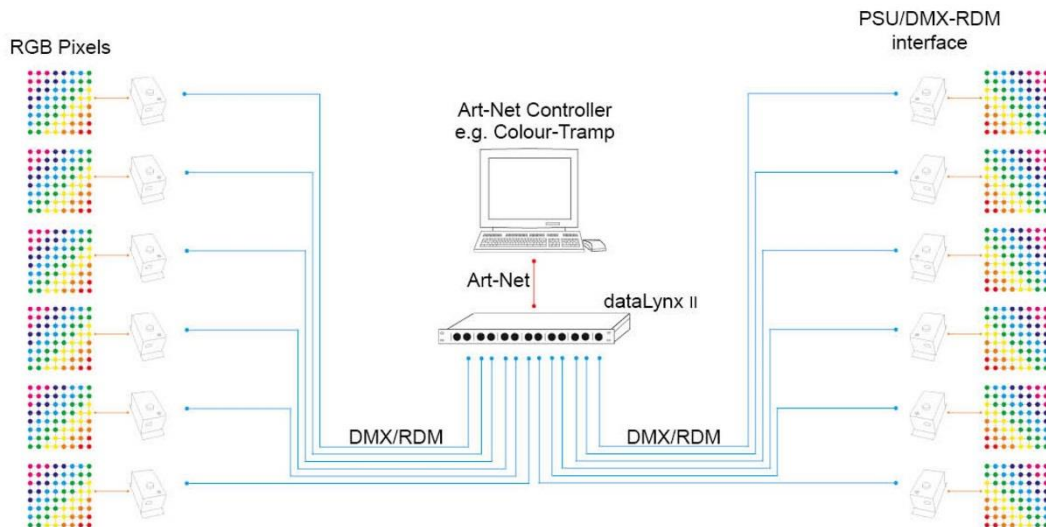 RGB Pixels
PSU/DMX-RDM
interface
Art-Net Controller
e.g. Colour-Tramp
Art-Net
dataLynx II
DMX/RDM
DMX/RDM